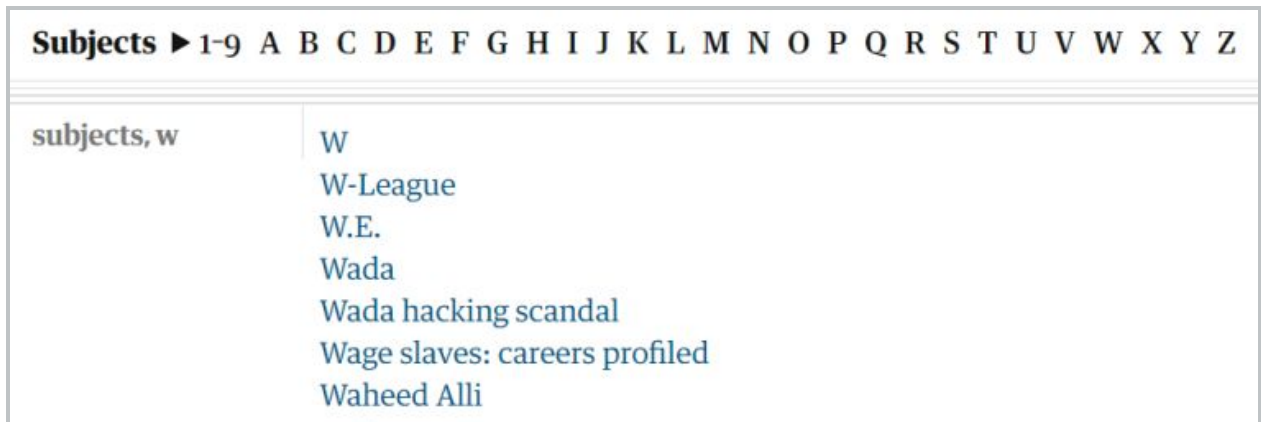 Subjects ▶ 1-9 A B C D E F G H I J K L M N O P Q R S T U V W X Y Z
subjects, w
W
W-League
W.E.
Wada
Wada hacking scandal
Wage slaves: careers profiled
Waheed Alli